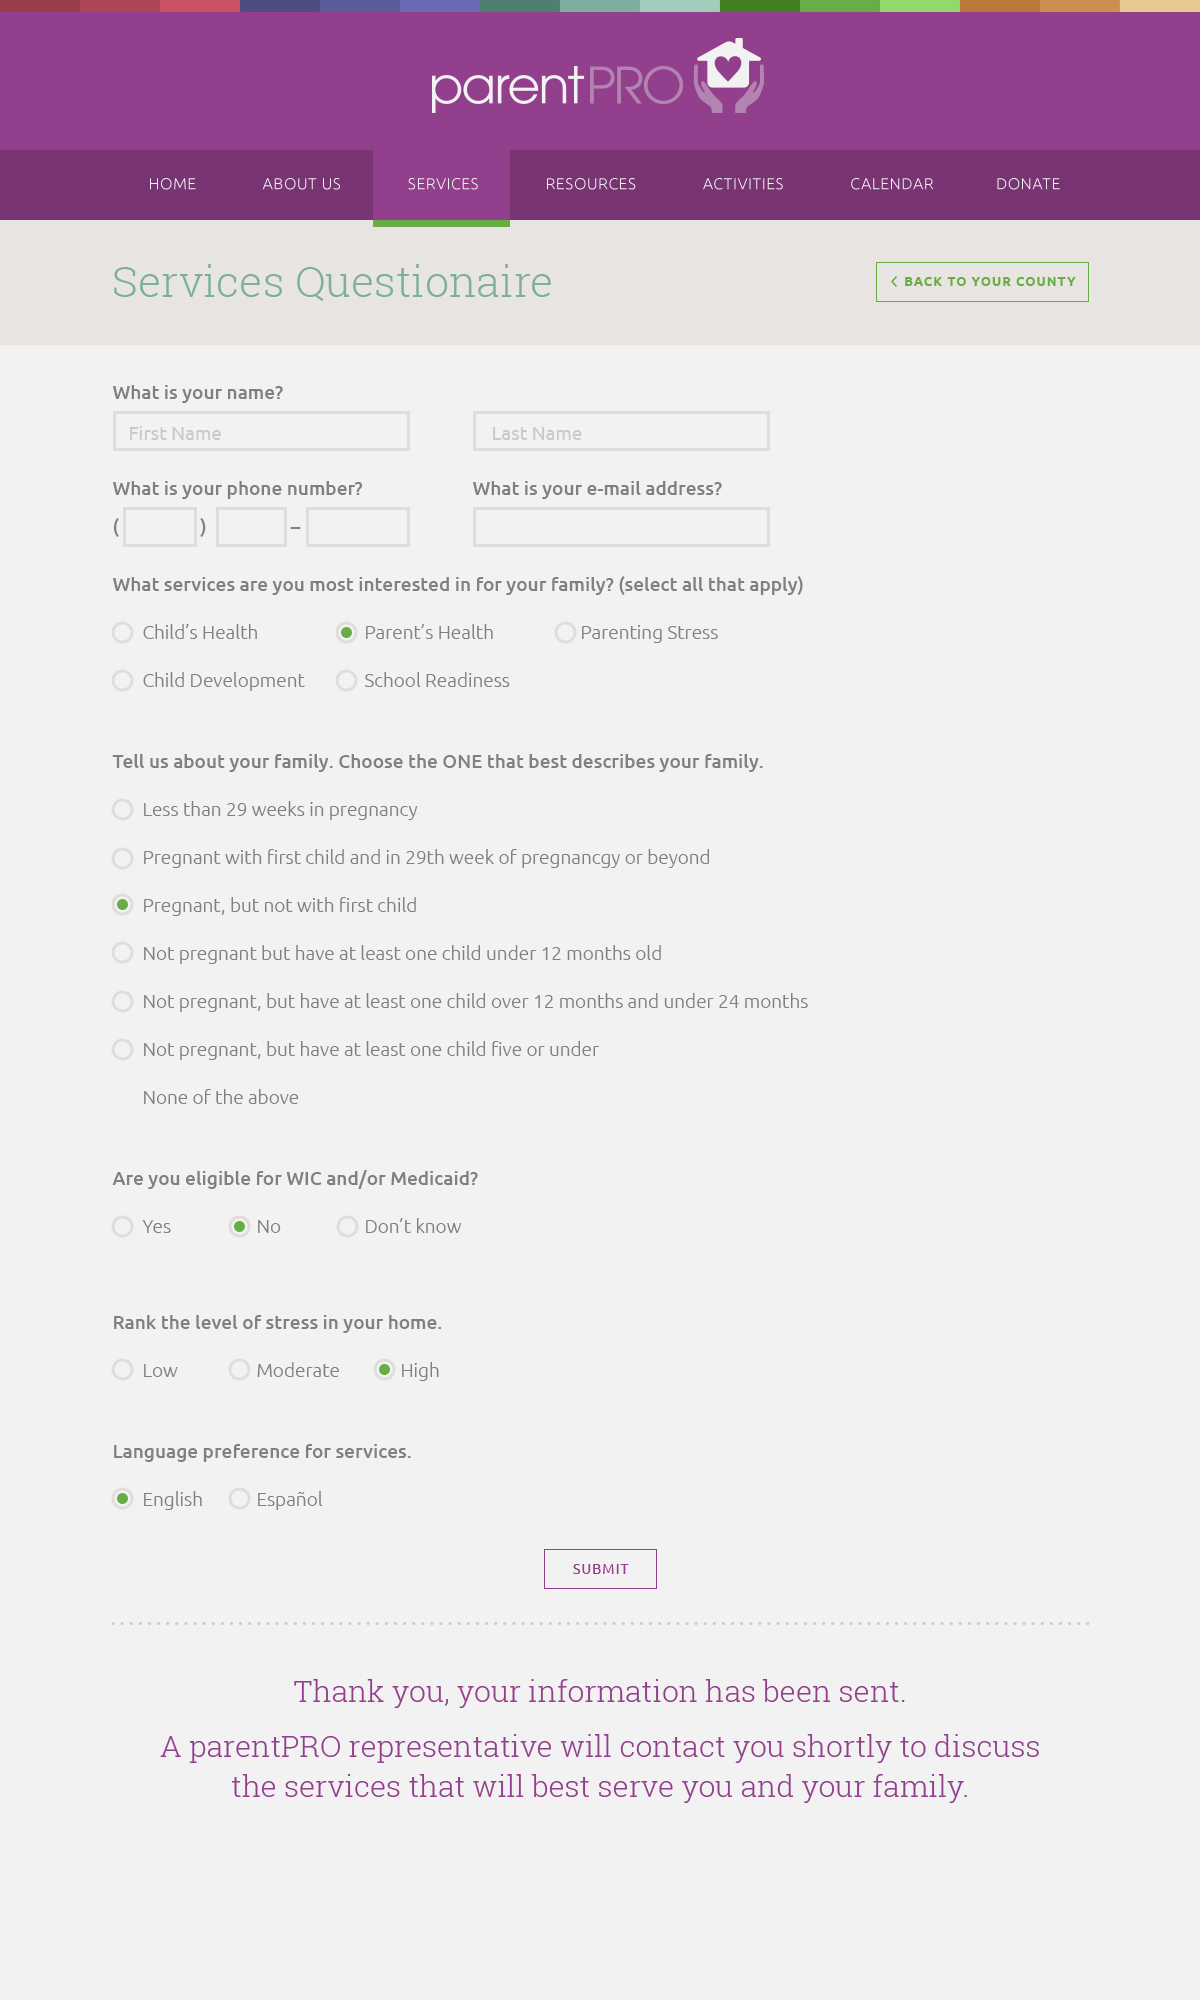 parentPRO
HOME ABOUT US SERVICES RESOURCES ACTIVITIES CALENDAR DONATE
Services Questionaire
< BACK TO YOUR COUNTY
What is your name?
First Name Last Name
What is your phone number? What is your e-mail address?
( ) –
What services are you most interested in for your family? (select all that apply)
Child’s Health Parent’s Health Parenting Stress
Child Development School Readiness
Tell us about your family. Choose the ONE that best describes your family.
Less than 29 weeks in pregnancy
Pregnant with first child and in 29th week of pregnancgy or beyond
Pregnant, but not with first child
Not pregnant but have at least one child under 12 months old
Not pregnant, but have at least one child over 12 months and under 24 months
Not pregnant, but have at least one child five or under
None of the above
Are you eligible for WIC and/or Medicaid?
Yes No Don’t know
Rank the level of stress in your home.
Low Moderate High
Language preference for services.
English Español
SUBMIT
Thank you, your information has been sent.
A parentPRO representative will contact you shortly to discuss
the services that will best serve you and your family.